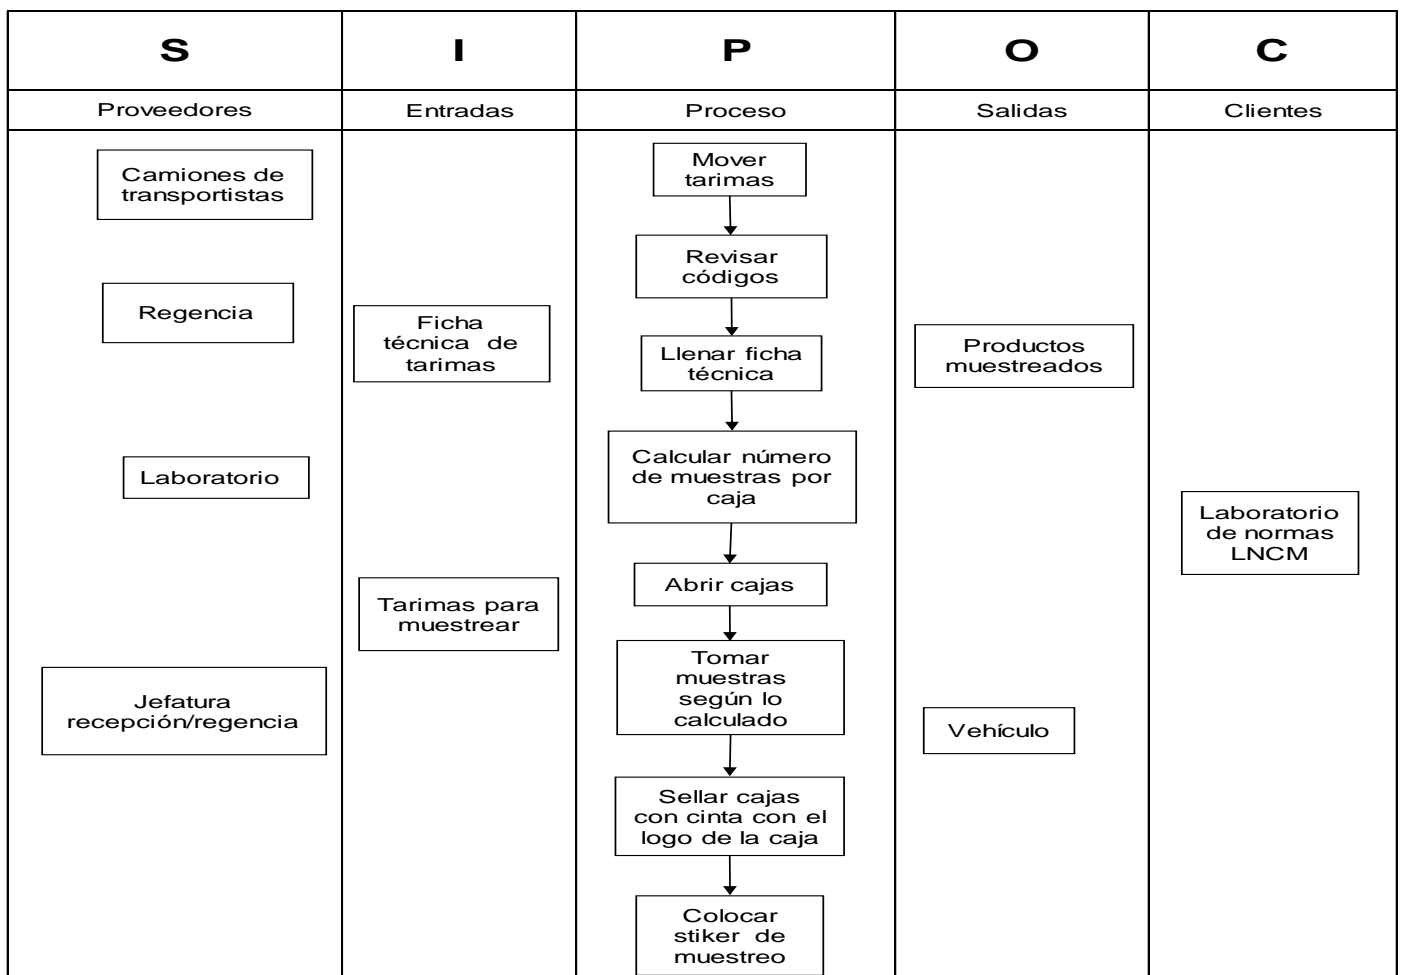 S
I
P
O
C
Proveedores
Entradas
Proceso
Salidas
Clientes
Camiones de
transportistas
Regencia
Laboratorio
Jefatura
recepción/regencia
Ficha
técnica de
tarimas
Tarimas para
muestrear
Mover
tarimas
Revisar
códigos
Llenar ficha
técnica
Calcular número
de muestras por
caja
Abrir cajas
Tomar
muestras
según lo
calculado
Sellar cajas
con cinta con el
logo de la caja
Colocar
stiker de
muestreo
Productos
muestreados
Vehículo
Laboratorio
de normas
LNCM